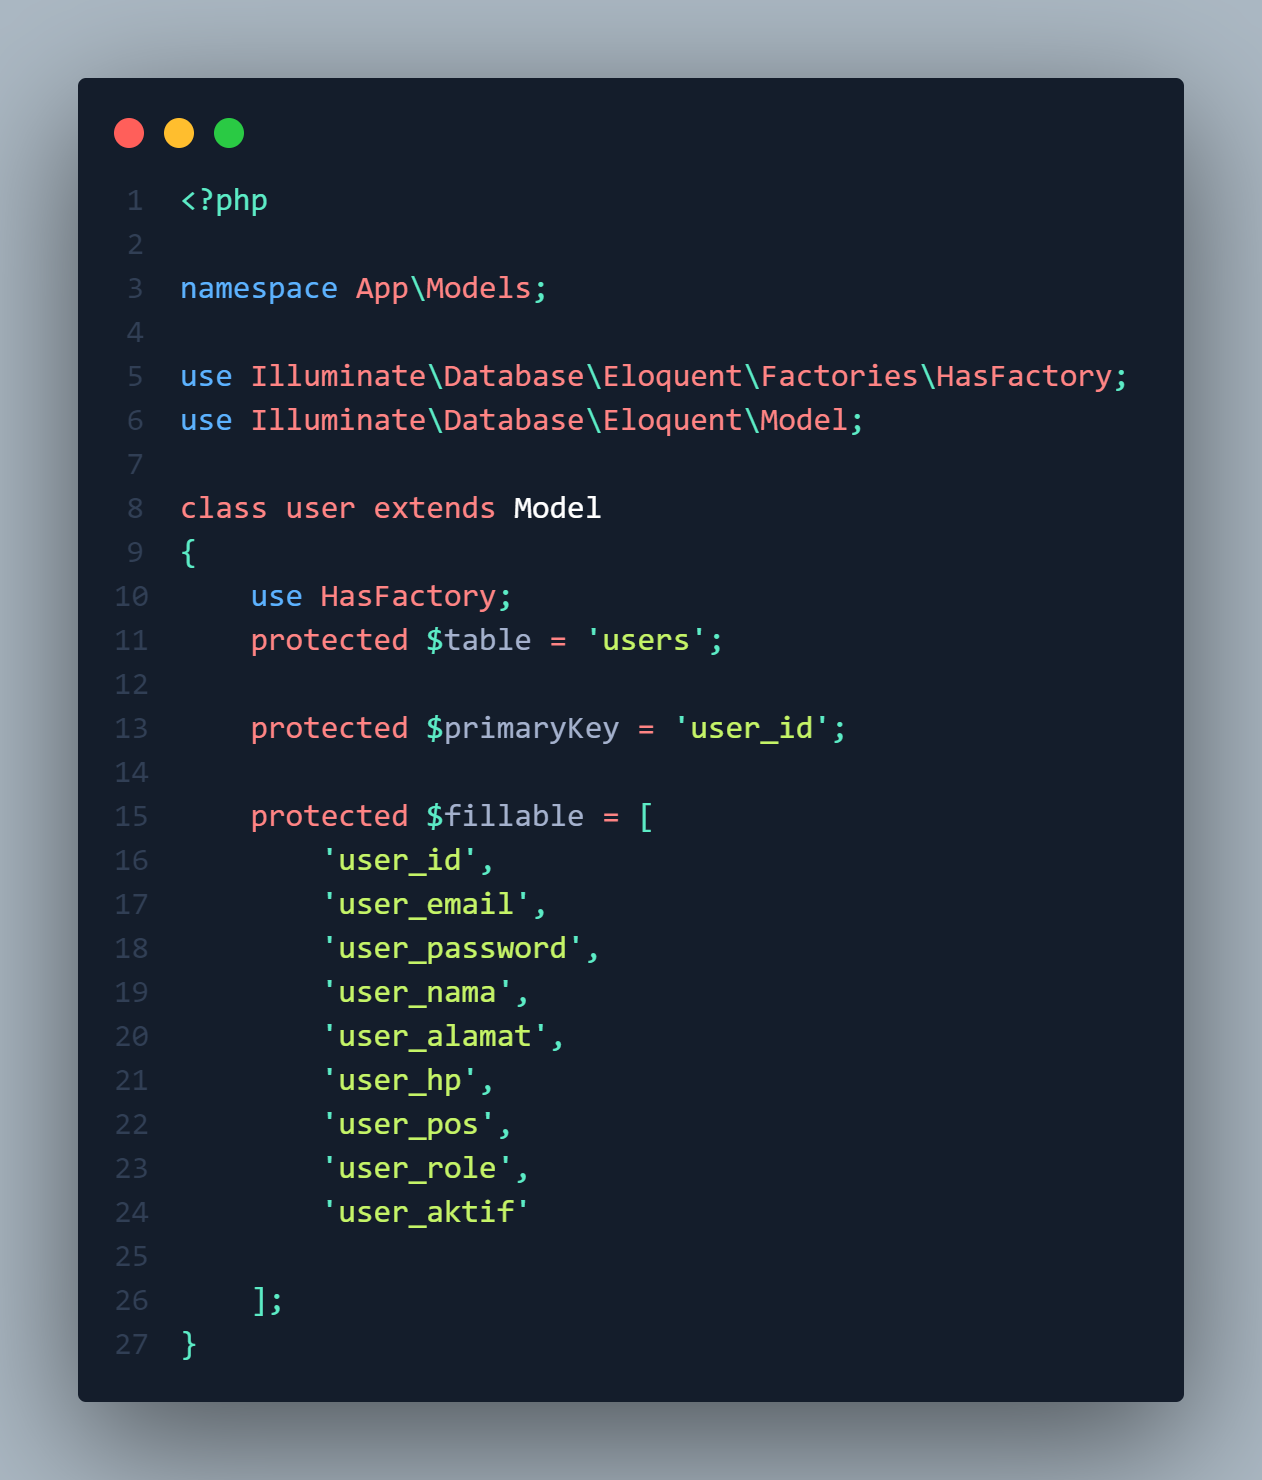 1 <?php
2
3 namespace App\Models;
4
5 use Illuminate\Database\Eloquent\Factories\HasFactory;
6 use Illuminate\Database\Eloquent\Model;
7
8 class user extends Model
9 {
10     use HasFactory;
11     protected $table = 'users';
12
13     protected $primaryKey = 'user_id';
14
15     protected $fillable = [
16         'user_id',
17         'user_email',
18         'user_password',
19         'user_nama',
20         'user_alamat',
21         'user_hp',
22         'user_pos',
23         'user_role',
24         'user_aktif'
25
26     ];
27 }